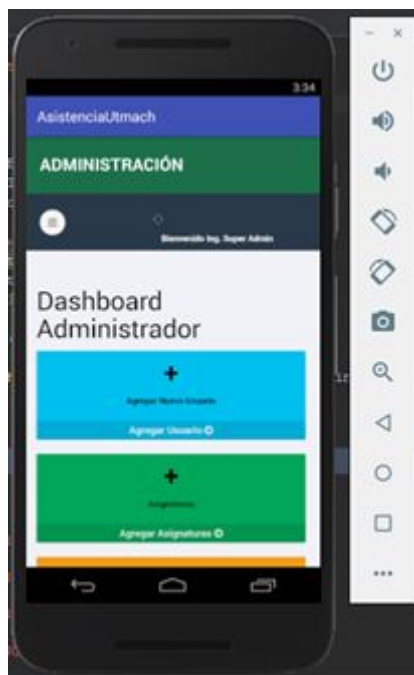 3:34
AsistenciaUtmach
ADMINISTRACIÓN
Bienvenido Ing. Super Admin
Dashboard
Administrador
Agregar Nuevo Usuario
Agregar Usuario
Asignaturas
Agregar Asignaturas